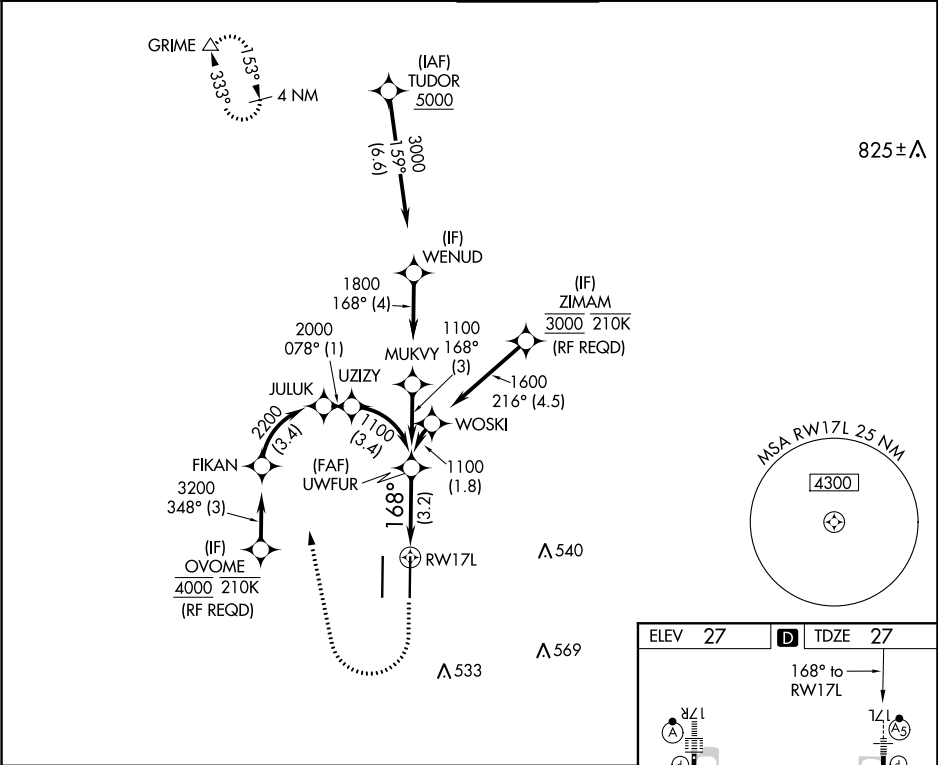 GRIME
153°
333°
4 NM
(IAF)
TUDOR
5000
3000
159°
(6.6)
825±
(IF)
WENUD
1800
168° (4)
(IF)
ZIMAM
3000 210K
(RF REQD)
2000
078° (1)
1100
168°
(3)
MUKVY
1600
216° (4.5)
JULUK
UZIZY
2200
(3.4)
1100
(3.4)
WOSKI
FIKAN
(FAF)
UWFUR
1100
(1.8)
3200
348° (3)
168°
(3.2)
(IF)
OVOME
4000 210K
(RF REQD)
RW17L
540
569
533
MSA RW17L 25 NM
4300
ELEV 27
D
TDZE 27
168° to
RW17L
17R
17L
A
A5